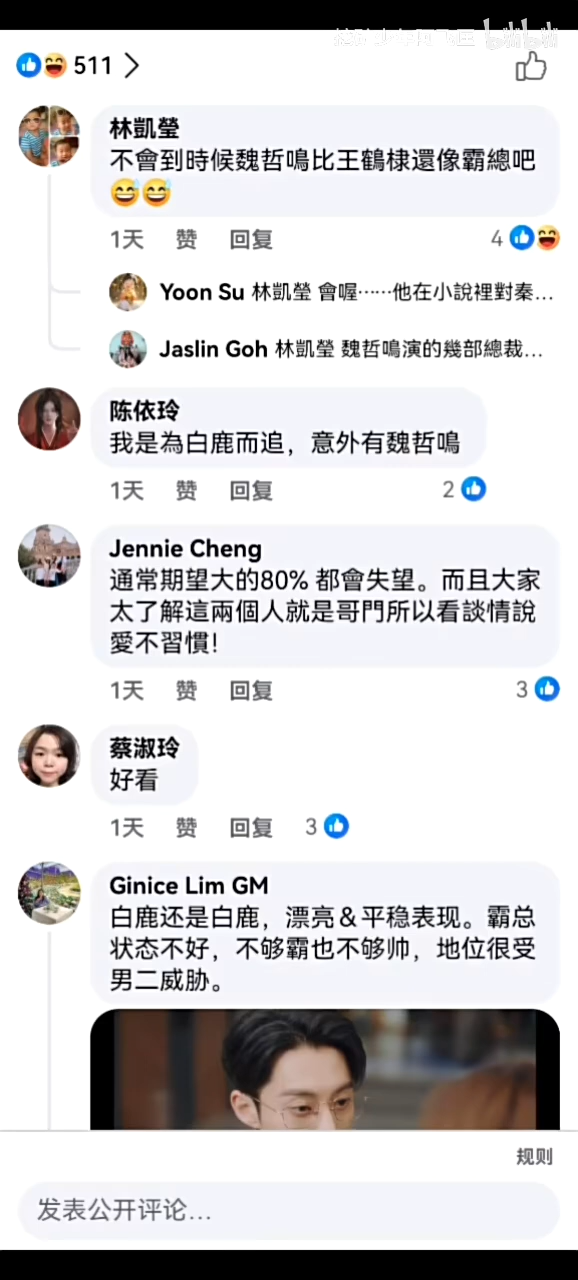 511
林凱瑩
不會到時候魏哲鳴比王鶴棣還像霸總吧
1天 赞 回复 4
Yoon Su 林凱瑩 會喔……他在小說裡對秦...
Jaslin Goh 林凱瑩 魏哲鳴演的幾部總裁...
陈依玲
我是為白鹿而追，意外有魏哲鳴
1天 赞 回复 2
Jennie Cheng
通常期望大的80% 都會失望。而且大家
太了解這兩個人就是哥門所以看談情說
愛不習慣！
1天 赞 回复 3
蔡淑玲
好看
1天 赞 回复 3
Ginice Lim GM
白鹿还是白鹿，漂亮＆平稳表现。霸总
状态不好，不够霸也不够帅，地位很受
男二威胁。
规则
发表公开评论...